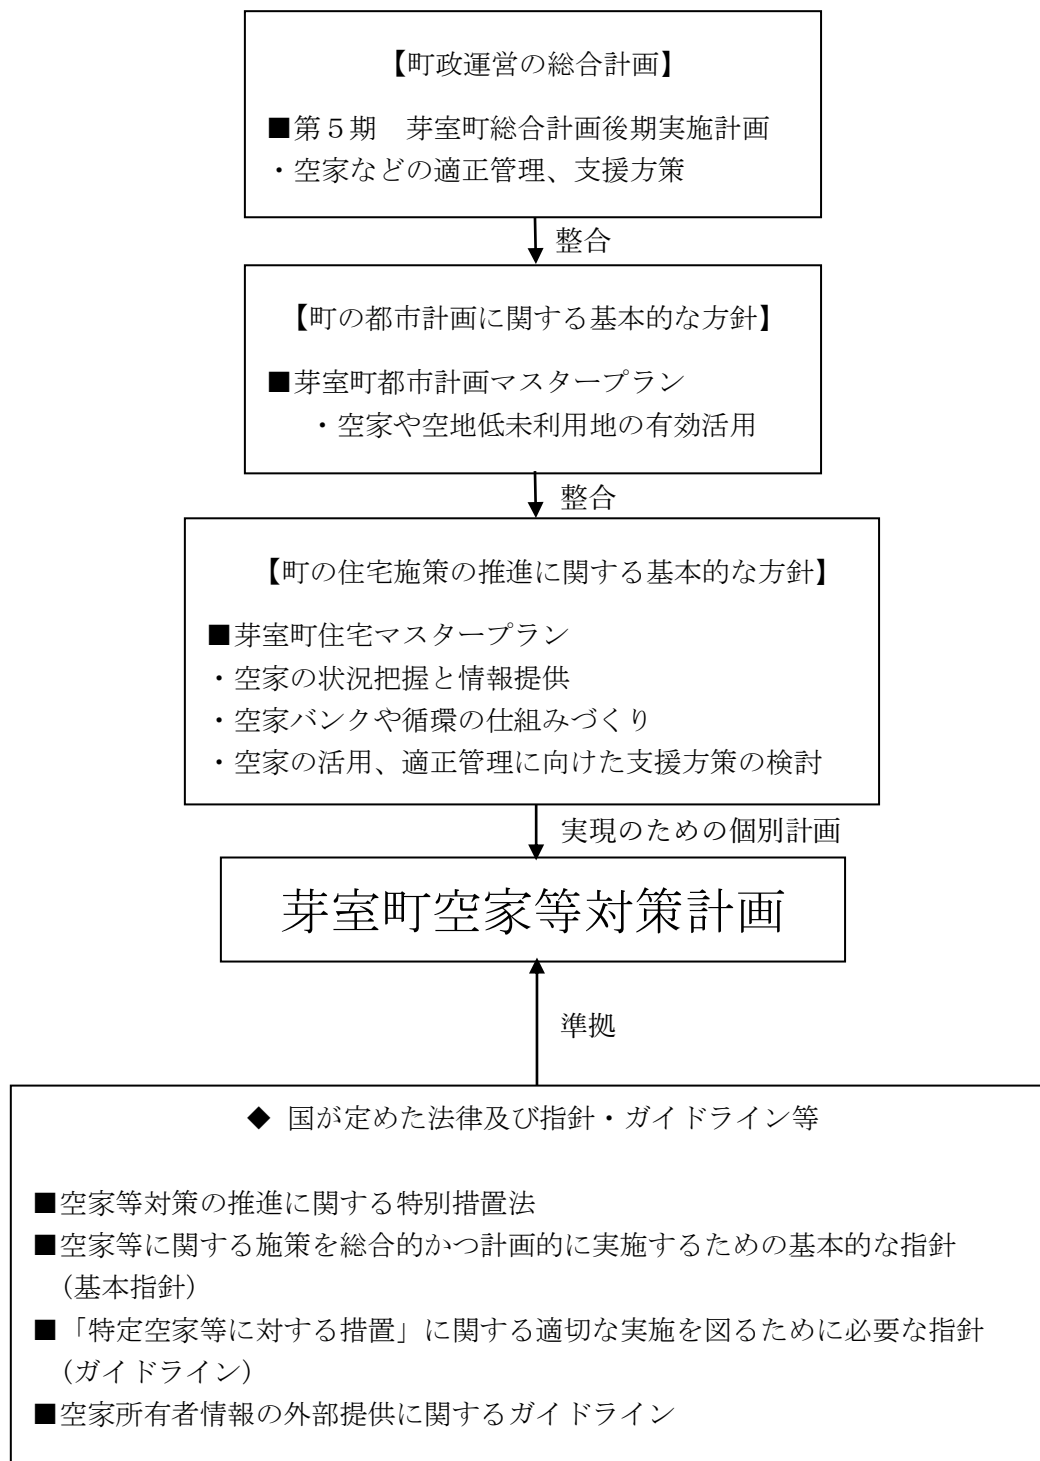 【町政運営の総合計画】
■第５期　芽室町総合計画後期実施計画
・空家などの適正管理、支援方策
整合
【町の都市計画に関する基本的な方針】
■芽室町都市計画マスタープラン
・空家や空地低未利用地の有効活用
整合
【町の住宅施策の推進に関する基本的な方針】
■芽室町住宅マスタープラン
・空家の状況把握と情報提供
・空家バンクや循環の仕組みづくり
・空家の活用、適正管理に向けた支援方策の検討
実現のための個別計画
芽室町空家等対策計画
準拠
◆ 国が定めた法律及び指針・ガイドライン等
■空家等対策の推進に関する特別措置法
■空家等に関する施策を総合的かつ計画的に実施するための基本的な指針
（基本指針）
■「特定空家等に対する措置」に関する適切な実施を図るために必要な指針
（ガイドライン）
■空家所有者情報の外部提供に関するガイドライン